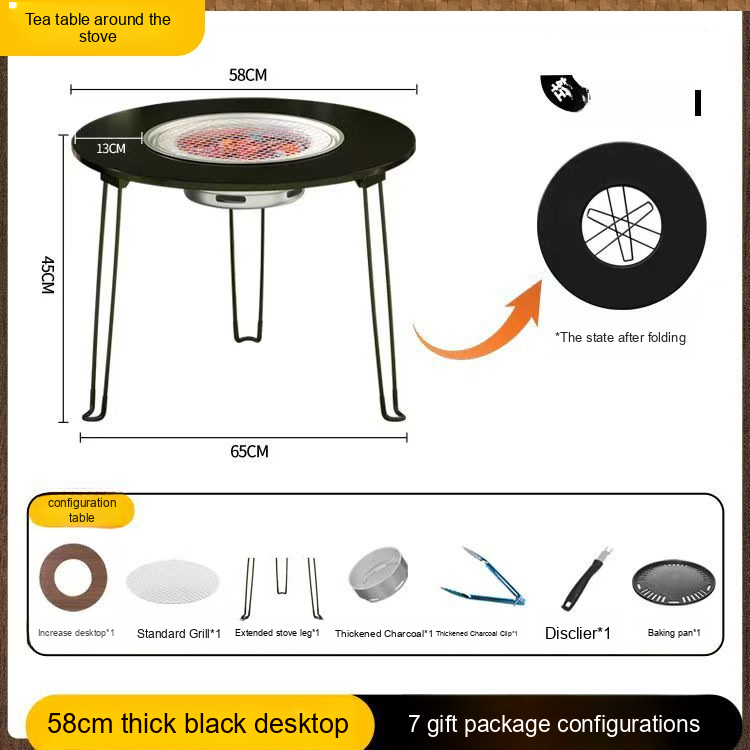 Tea table around the
stove
58CM
13CM
45CM
65CM
*The state after folding
configuration
table
Increase desktop*1
Standard Grill*1
Extended stove leg*1
Thickened Charcoal*1
Thickened Charcoal Clip*1
Disclier*1
Baking pan*1
58cm thick black desktop
7 gift package configurations